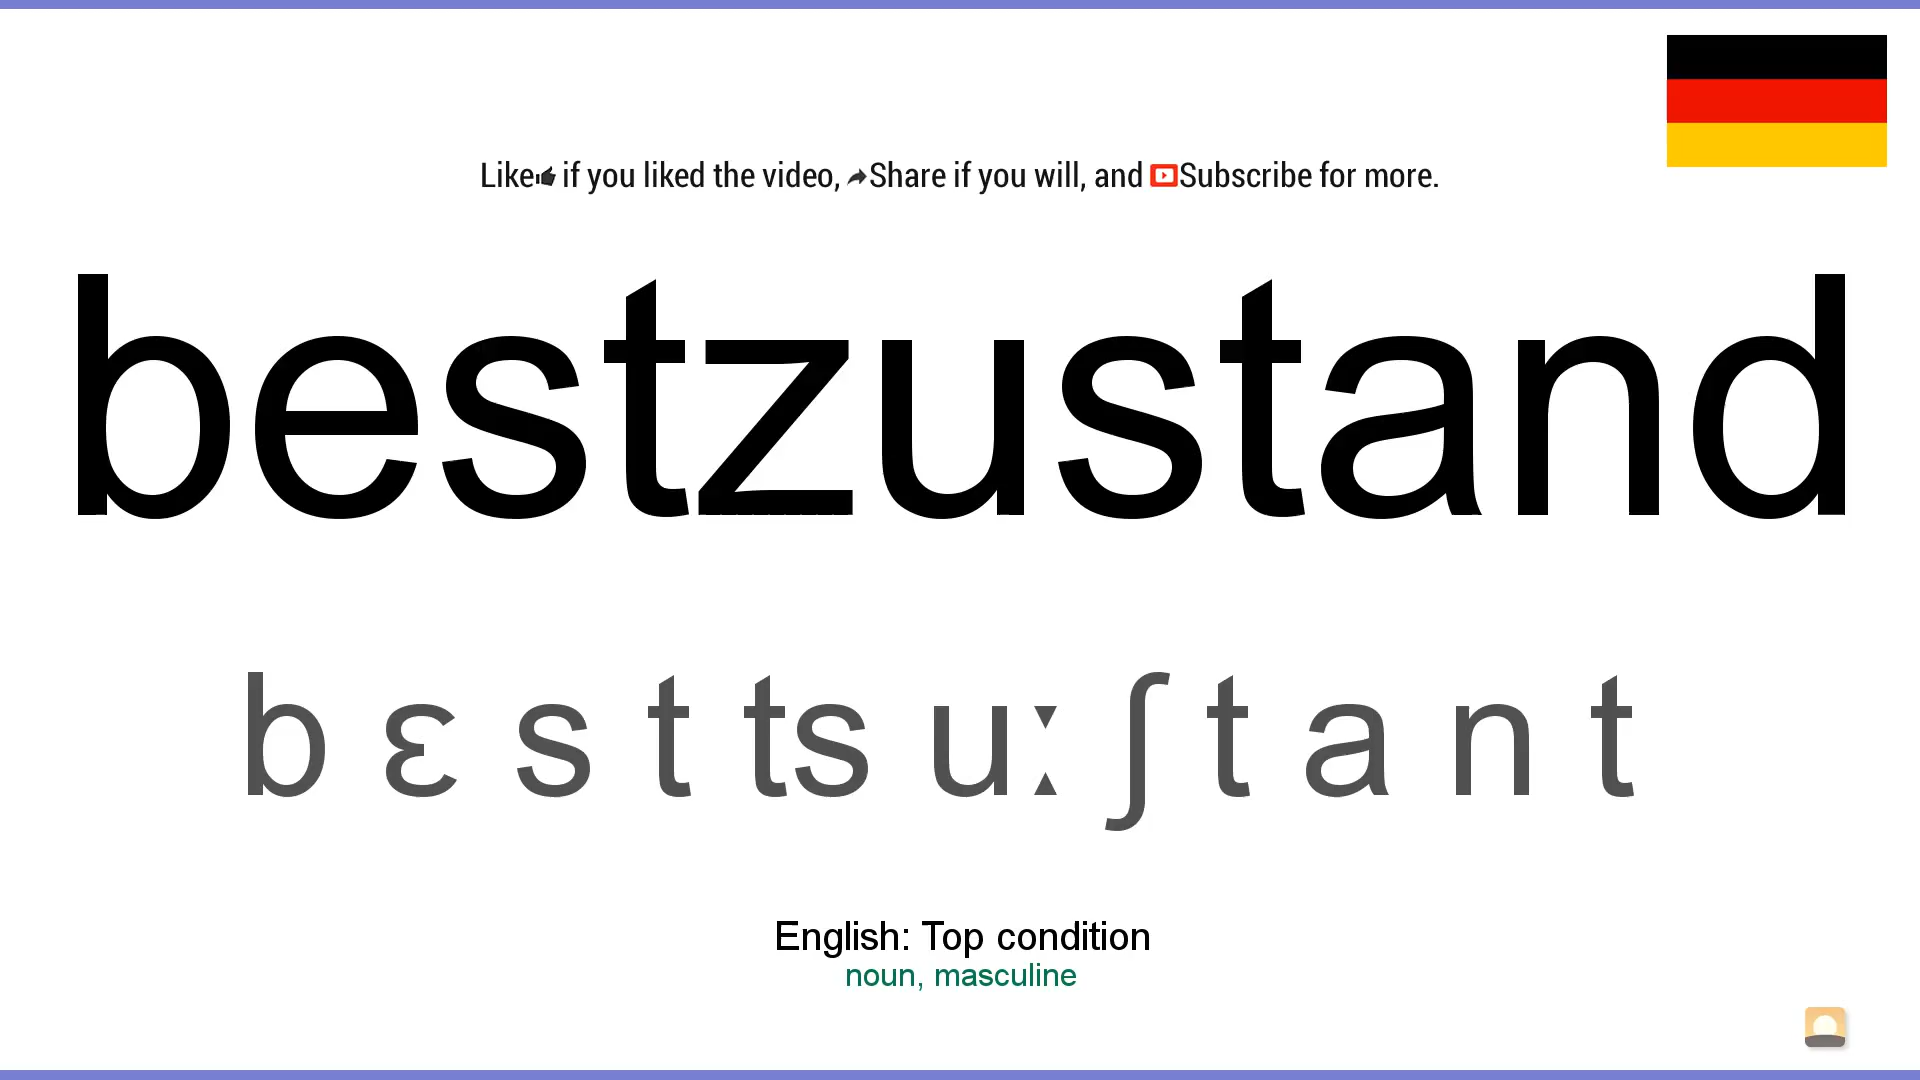 Like if you liked the video, Share if you will, and Subscribe for more.
bestzustand
b ɛ s t ts uː ʃ t a n t
English: Top condition
noun, masculine